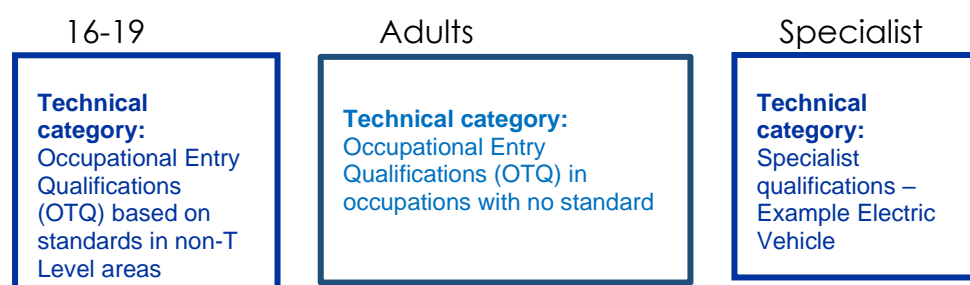 16-19
Technical
category:
Occupational Entry
Qualifications
(OTQ) based on
standards in non-T
Level areas
Adults
Technical category:
Occupational Entry
Qualifications (OTQ) in
occupations with no standard
Specialist
Technical
category:
Specialist
qualifications –
Example Electric
Vehicle